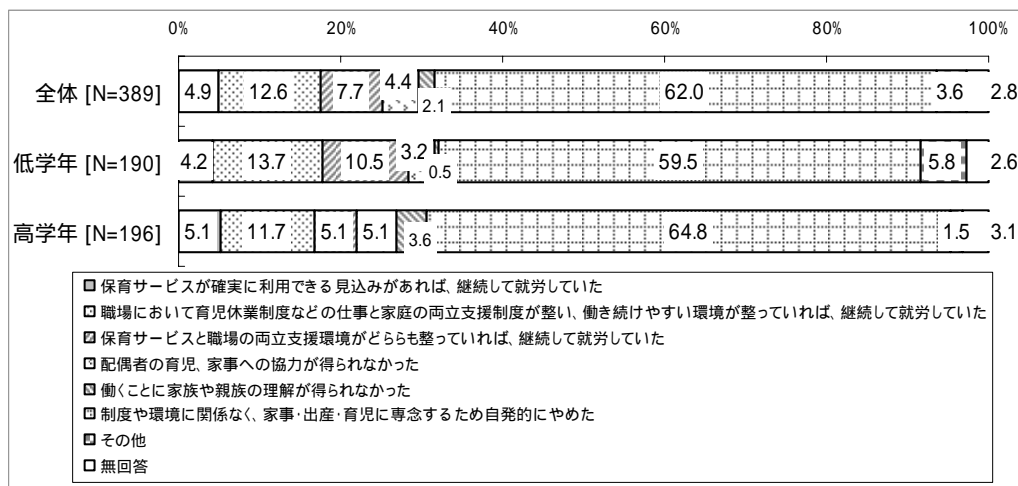 0% 20% 40% 60% 80% 100%
全体 [N=389] 4.9 12.6 7.7 4.4 2.1 62.0 3.6 2.8
低学年 [N=190] 4.2 13.7 10.5 3.2 0.5 59.5 5.8 2.6
高学年 [N=196] 5.1 11.7 5.1 5.1 3.6 64.8 1.5 3.1
保育サービスが確実に利用できる見込みがあれば、継続して就労していた
職場において育児休業制度などの仕事と家庭の両立支援制度が整い、働き続けやすい環境が整っていれば、継続して就労していた
保育サービスと職場の両立支援環境がどららも整っていれば、継続して就労していた
配偶者の育児、家事への協力が得られなかった
働くことに家族や親族の理解が得られなかった
制度や環境に関係なく、家事・出産・育児に専念するため自発的にやめた
その他
無回答